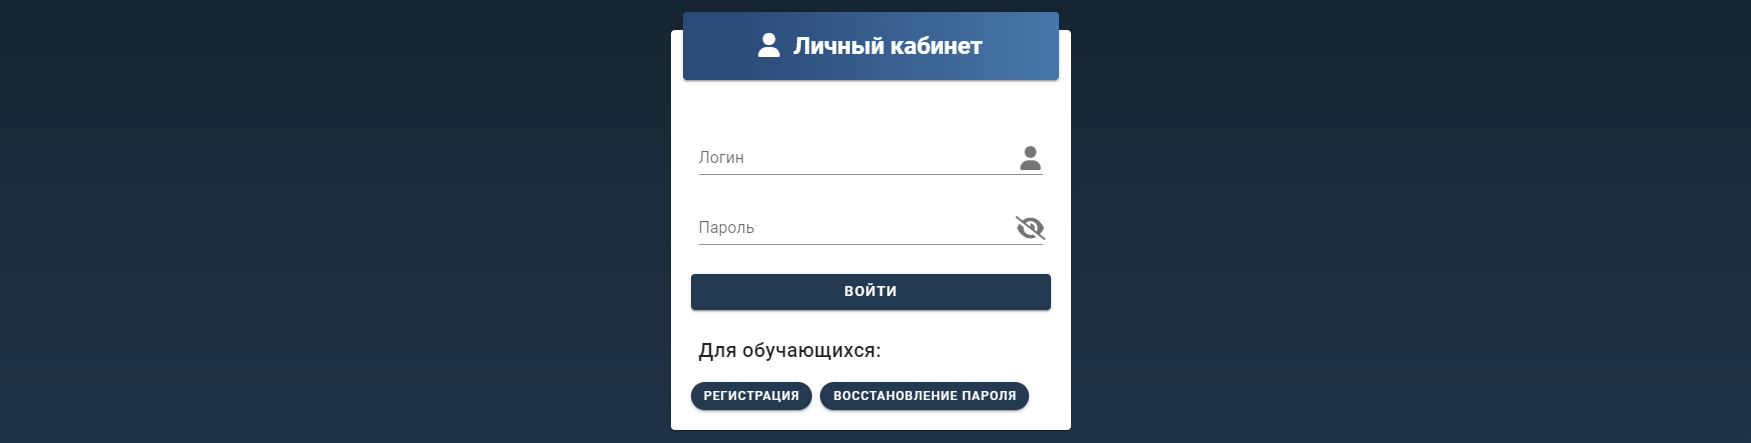 Личный кабинет
Логин
Пароль
ВОЙТИ
Для обучающихся:
РЕГИСТРАЦИЯ ВОССТАНОВЛЕНИЕ ПАРОЛЯ